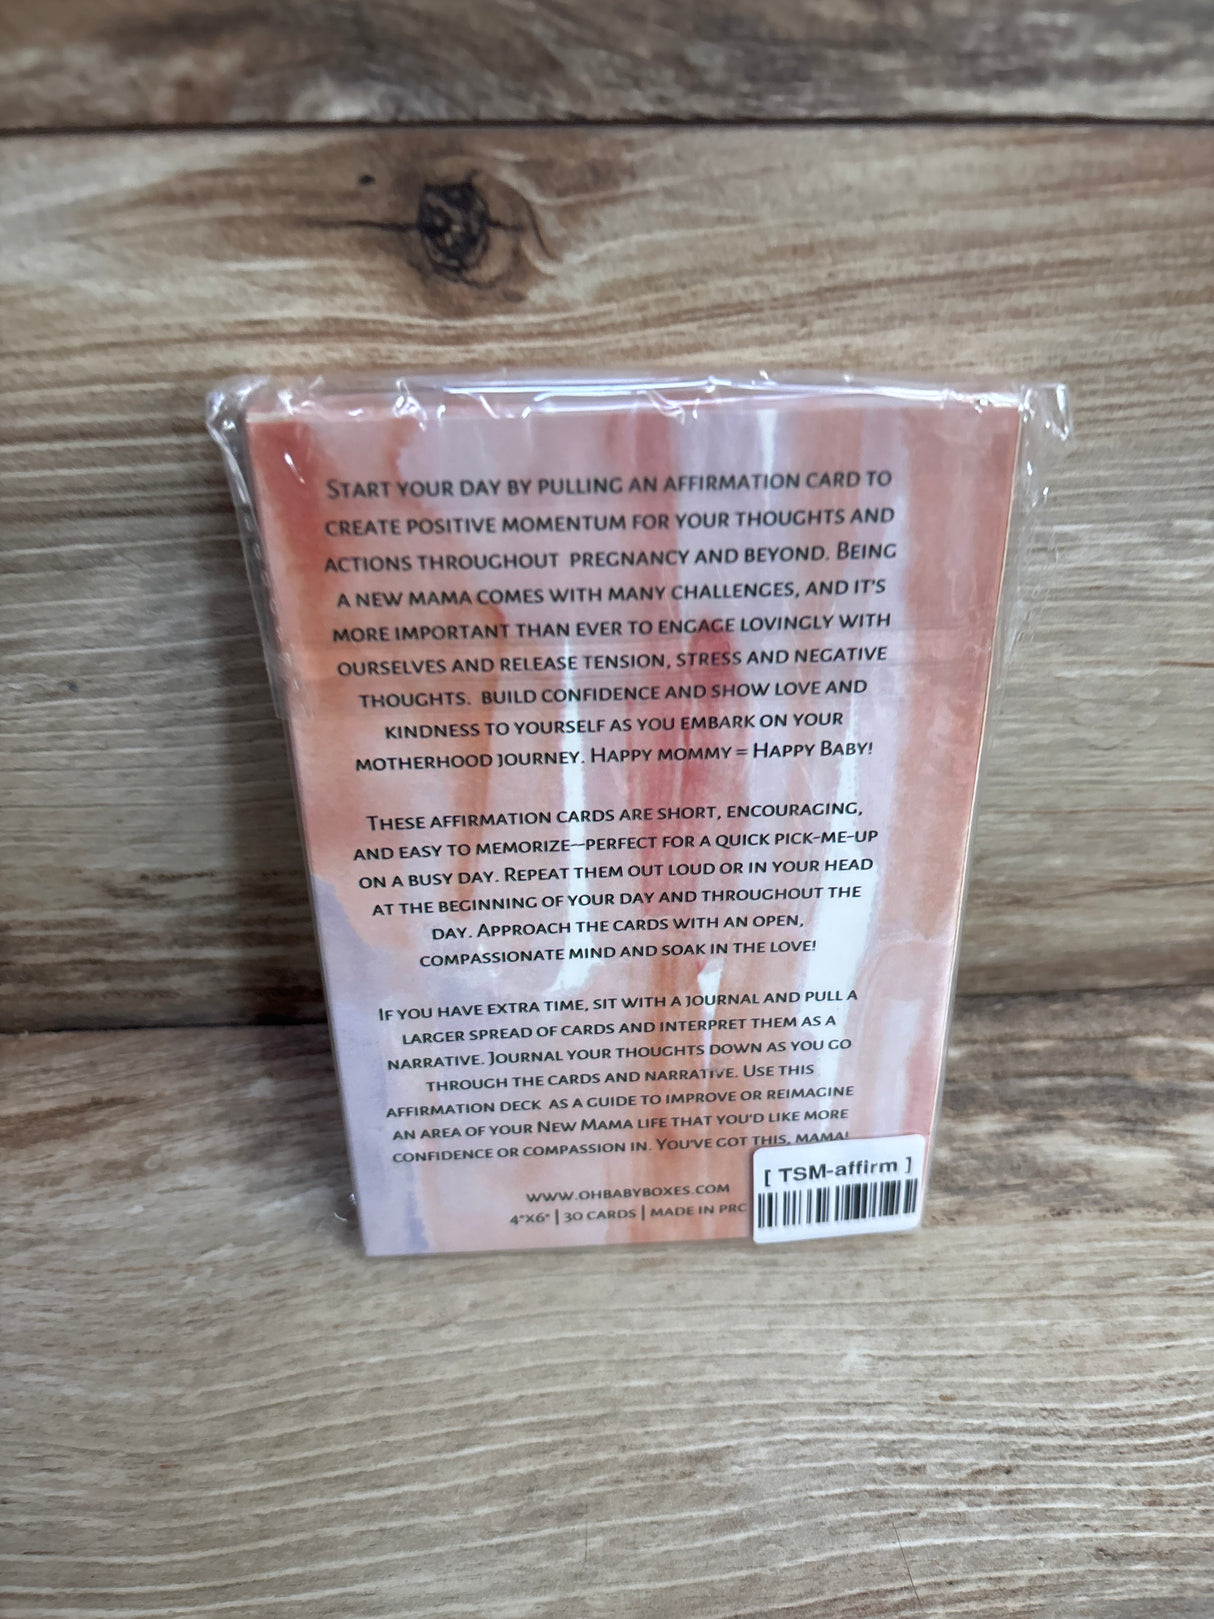 Start your day by pulling an affirmation card to
create positive momentum for your thoughts and
actions throughout pregnancy and beyond. Being
a new mama comes with many challenges, and it's
more important than ever to engage lovingly with
ourselves and release tension, stress and negative
thoughts. build confidence and show love and
kindness to yourself as you embark on your
motherhood journey. Happy mommy = Happy Baby!
These affirmation cards are short, encouraging,
and easy to memorize—perfect for a quick pick-me-up
on a busy day. Repeat them out loud or in your head
at the beginning of your day and throughout the
day. Approach the cards with an open,
compassionate mind and soak in the love!
If you have extra time, sit with a journal and pull a
larger spread of cards and interpret them as a
narrative. Journal your thoughts down as you go
through the cards and narrative. Use this
affirmation deck as a guide to improve or reimagine
an area of your New Mama life that you'd like more
confidence or compassion in. You've got this, mama!
www.ohbabyboxes.com
4"x6" | 30 cards | made in PRC
[ TSM-affirm ]